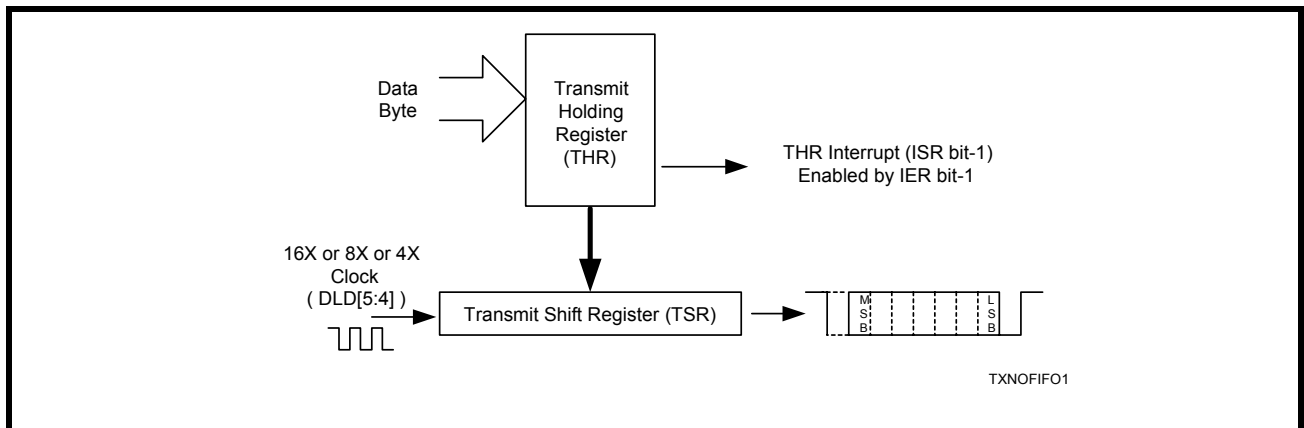 Data
Byte
Transmit
Holding
Register
(THR)
THR Interrupt (ISR bit-1)
Enabled by IER bit-1
16X or 8X or 4X
Clock
( DLD[5:4] )
Transmit Shift Register (TSR)
M
S
B
L
S
B
TXNOFIFO1